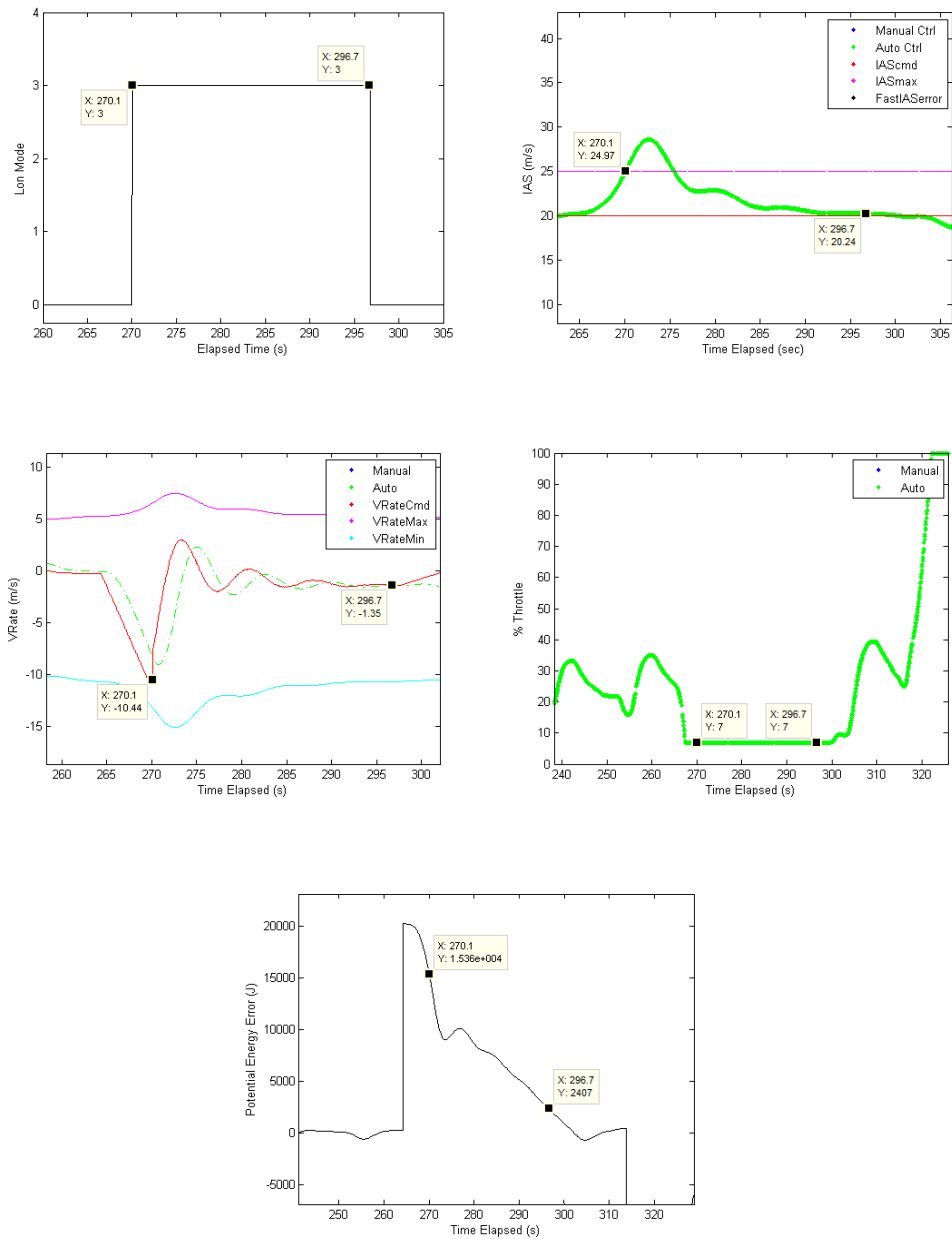 4
3
2
1
0
Lon Mode
X: 270.1
Y: 3
X: 296.7
Y: 3
260 265 270 275 280 285 290 295 300 305
Elapsed Time (s)
40
35
30
25
20
15
10
IAS (m/s)
X: 270.1
Y: 24.97
X: 296.7
Y: 20.24
Manual Ctrl
Auto Ctrl
IAScmd
IASmax
FastIASerror
265 270 275 280 285 290 295 300 305
Time Elapsed (sec)
10
5
0
-5
-10
-15
VRate (m/s)
Manual
Auto
VRateCmd
VRateMax
VRateMin
X: 296.7
Y: -1.35
X: 270.1
Y: -10.44
260 265 270 275 280 285 290 295 300
Time Elapsed (s)
100
90
80
70
60
50
40
30
20
10
0
% Throttle
Manual
Auto
X: 270.1
Y: 7
X: 296.7
Y: 7
240 250 260 270 280 290 300 310 320
Time Elapsed (s)
20000
15000
10000
5000
0
-5000
Potential Energy Error (J)
X: 270.1
Y: 1.536e+004
X: 296.7
Y: 2407
250 260 270 280 290 300 310 320
Time Elapsed (s)